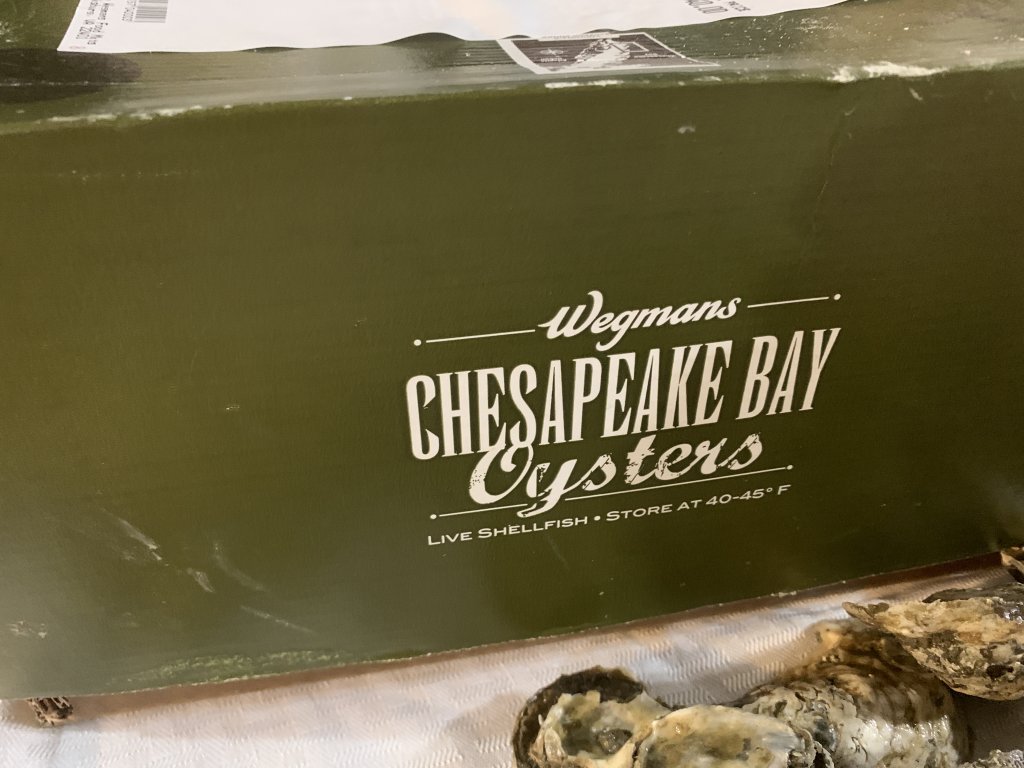 Wegmans
CHESAPEAKE BAY
Oysters
LIVE SHELLFISH • STORE AT 40-45° F